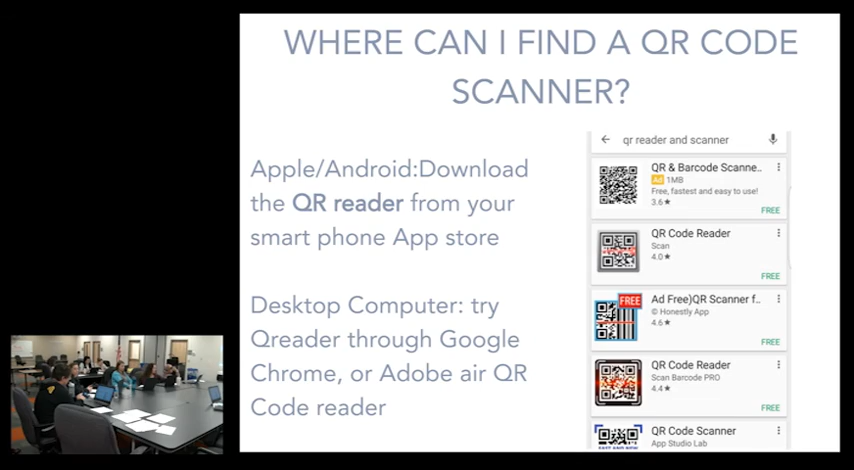 WHERE CAN I FIND A QR CODE
SCANNER?
Apple/Android:Download
the QR reader from your
smart phone App store
Desktop Computer: try
Qreader through Google
Chrome, or Adobe air QR
Code reader
qr reader and scanner
QR & Barcode Scanne..
Ad 1MB
Free, fastest and easy to use!
3.6★
FREE
QR Code Reader
Scan
4.0★
FREE
FREE
Ad Free)QR Scanner f..
© Honestly App
4.6★
FREE
QR Code Reader
Scan Barcode PRO
4.4★
FREE
QR Code Scanner
App Studio Lab
FAST AND NOW